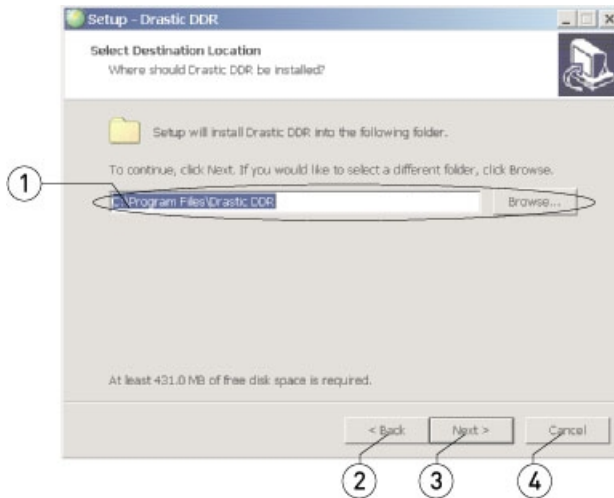 Setup - Drastic DDR
Select Destination Location
Where should Drastic DDR be installed?
Setup will install Drastic DDR into the following folder.
To continue, click Next. If you would like to select a different folder, click Browse.
1
C:\Program Files\Drastic DDR
Browse...
At least 431.0 MB of free disk space is required.
< Back
Next >
Cancel
2
3
4